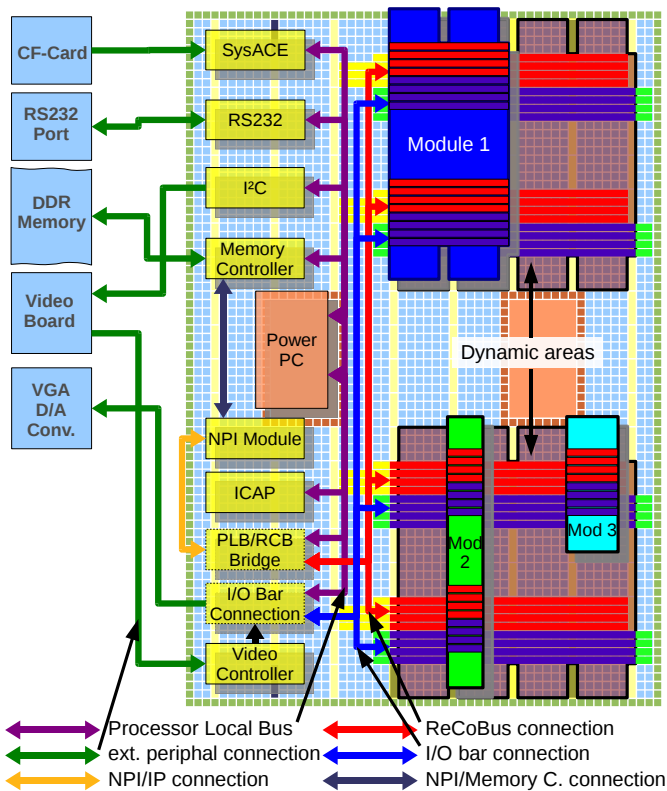 CF-Card
SysACE
RS232
Port
RS232
Module 1
DDR
Memory
I²C
Memory
Controller
Video
Board
Power
PC
Dynamic areas
VGA
D/A
Conv.
NPI Module
ICAP
PLB/RCB
Bridge
Mod
2
Mod 3
I/O Bar
Connection
Video
Controller
Processor Local Bus
ReCoBus connection
ext. periphal connection
I/O bar connection
NPI/IP connection
NPI/Memory C. connection